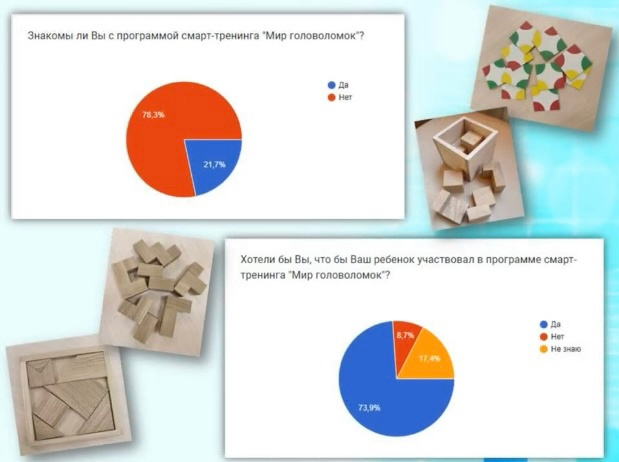 Знакомы ли Вы с программой смарт-тренинга "Мир головоломок"?
Да
Нет
78,3%
21,7%
Хотели бы Вы, что бы Ваш ребенок участвовал в программе смарт-
тренинга "Мир головоломок"?
Да
Нет
Не знаю
8,7%
17,4%
73,9%